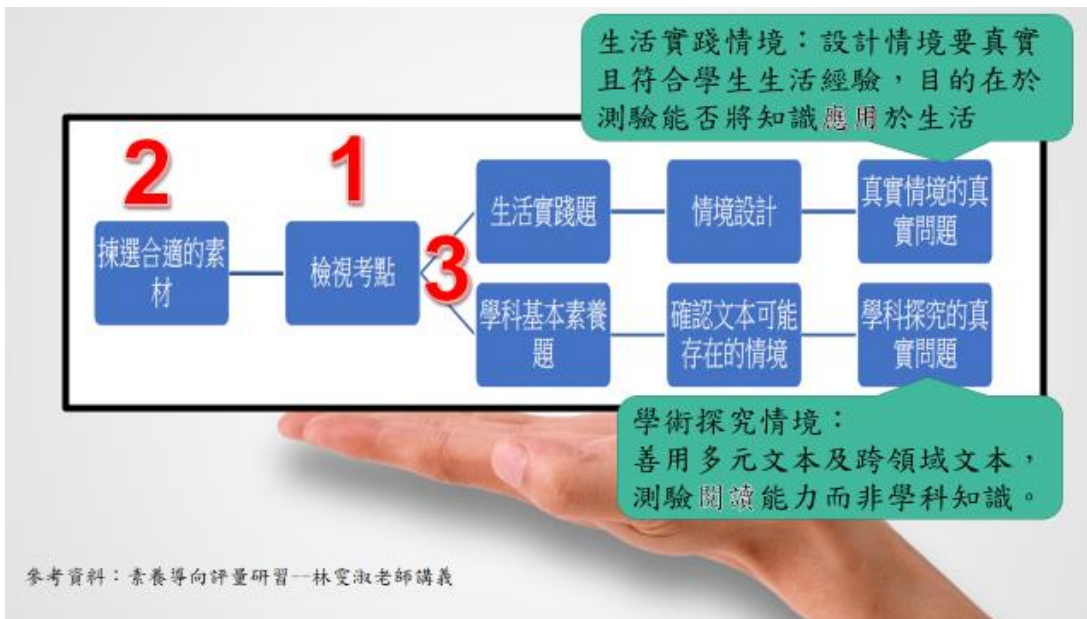 生活實踐情境：設計情境要真實
且符合學生生活經驗，目的在於
測驗能否將知識應用於生活
2
1
3
揀選合適的素
材
檢視考點
生活實踐題
情境設計
真實情境的真
實問題
學科基本素養
題
確認文本可能
存在的情境
學科探究的真
實問題
學術探究情境：
善用多元文本及跨領域文本，
測驗閱讀能力而非學科知識。
參考資料：素養導向評量研習--林雯淑老師講義